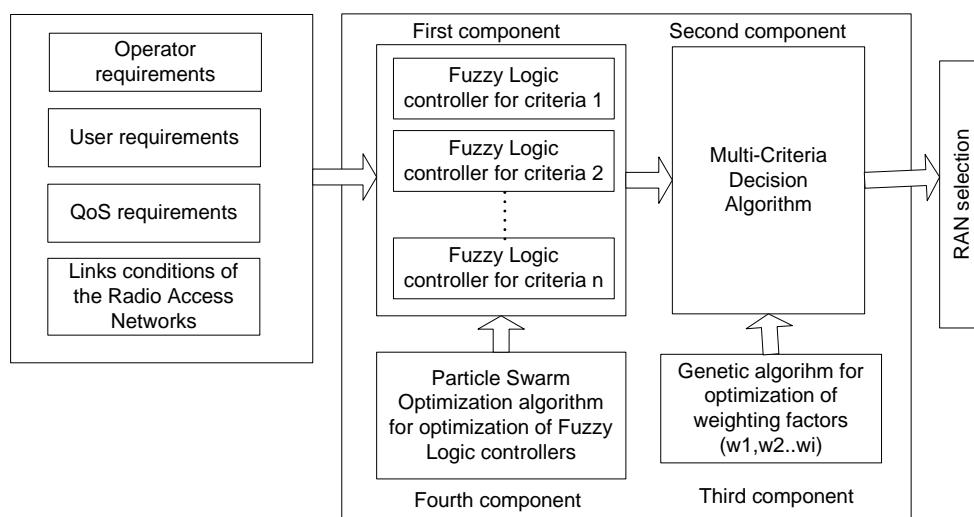 Operator
requirements
User requirements
QoS requirements
Links conditions of
the Radio Access
Networks
First component
Fuzzy Logic
controller for criteria 1
Fuzzy Logic
controller for criteria 2
Fuzzy Logic
controller for criteria n
Particle Swarm
Optimization algorithm
for optimization of Fuzzy
Logic controllers
Fourth component
Second component
Multi-Criteria
Decision
Algorithm
Genetic algorihm for
optimization of
weighting factors
(w1,w2..wi)
Third component
RAN selection